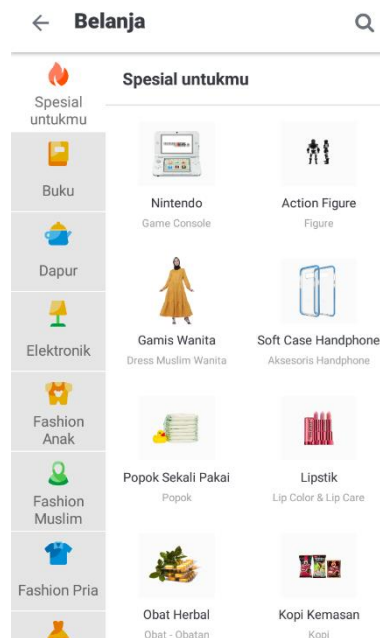 Belanja
Spesial
untukmu
Buku
Dapur
Elektronik
Fashion
Anak
Fashion
Muslim
Fashion Pria
Spesial untukmu
Nintendo
Game Console
Action Figure
Figure
Gamis Wanita
Dress Muslim Wanita
Soft Case Handphone
Aksesoris Handphone
Popok Sekali Pakai
Popok
Lipstik
Lip Color & Lip Care
Obat Herbal
Obat - Obatan
Kopi Kemasan
Kopi